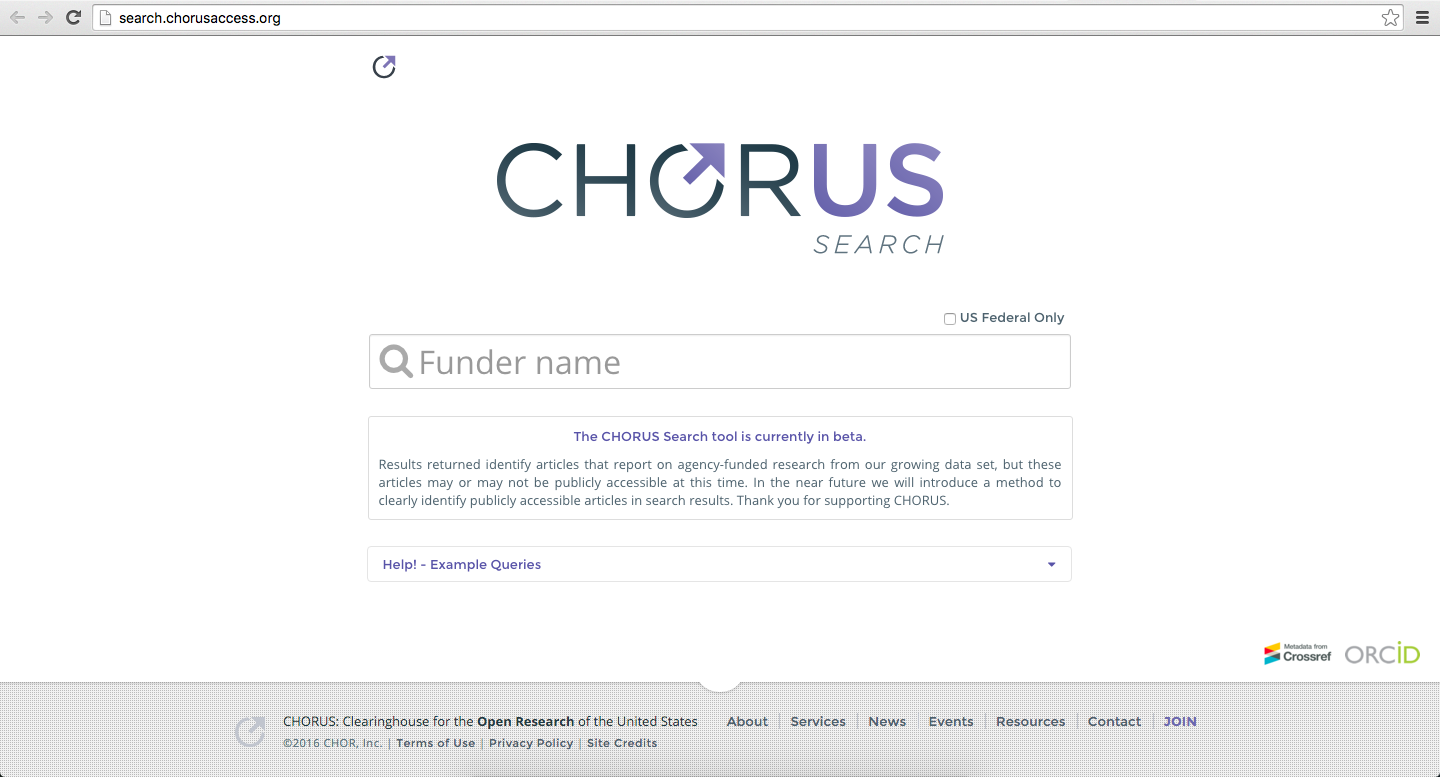 search.chorusaccess.org
CHORUS
SEARCH
US Federal Only
Funder name
The CHORUS Search tool is currently in beta.
Results returned identify articles that report on agency-funded research from our growing data set, but these
articles may or may not be publicly accessible at this time. In the near future we will introduce a method to
clearly identify publicly accessible articles in search results. Thank you for supporting CHORUS.
Help! - Example Queries
Metadata from
Crossref
ORCiD
CHORUS: Clearinghouse for the Open Research of the United States
About | Services | News | Events | Resources | Contact | JOIN
©2016 CHOR, Inc. | Terms of Use | Privacy Policy | Site Credits